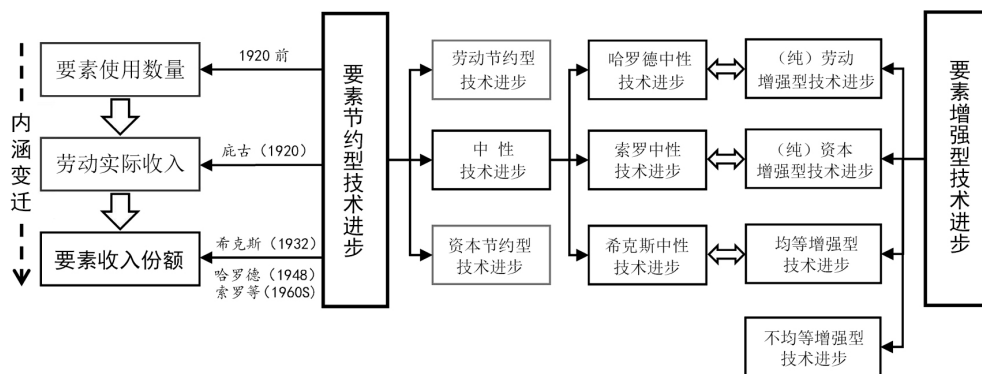 内涵变迁
要素使用数量
劳动实际收入
要素收入份额
1920 前
庇古（1920）
希克斯（1932）
哈罗德（1948）
索罗等(1960S)
要素节约型技术进步
劳动节约型
技术进步
中 性
技术进步
资本节约型
技术进步
哈罗德中性
技术进步
索罗中性
技术进步
希克斯中性
技术进步
（纯）劳动
增强型技术进步
（纯）资本
增强型技术进步
均等增强型
技术进步
不均等增强型
技术进步
要素增强型技术进步